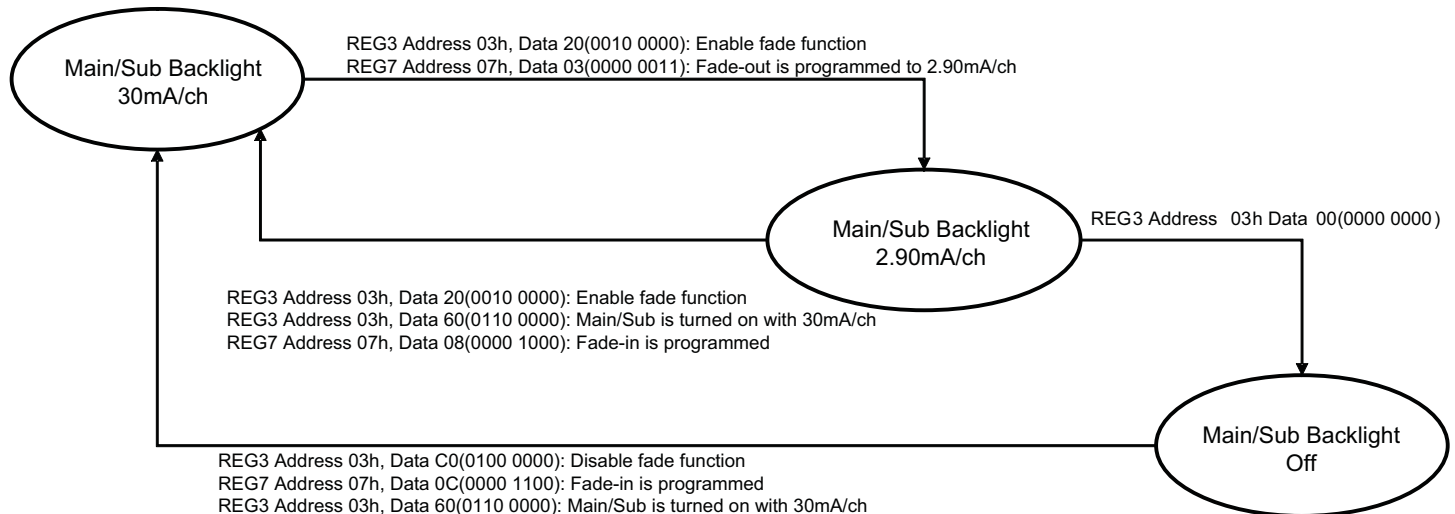 Main/Sub Backlight
30mA/ch
REG3 Address 03h, Data 20(0010 0000): Enable fade function
REG7 Address 07h, Data 03(0000 0011): Fade-out is programmed to 2.90mA/ch
Main/Sub Backlight
2.90mA/ch
REG3 Address 03h Data 00(0000 0000)
REG3 Address 03h, Data 20(0010 0000): Enable fade function
REG3 Address 03h, Data 60(0110 0000): Main/Sub is turned on with 30mA/ch
REG7 Address 07h, Data 08(0000 1000): Fade-in is programmed
Main/Sub Backlight
Off
REG3 Address 03h, Data C0(0100 0000): Disable fade function
REG7 Address 07h, Data 0C(0000 1100): Fade-in is programmed
REG3 Address 03h, Data 60(0110 0000): Main/Sub is turned on with 30mA/ch